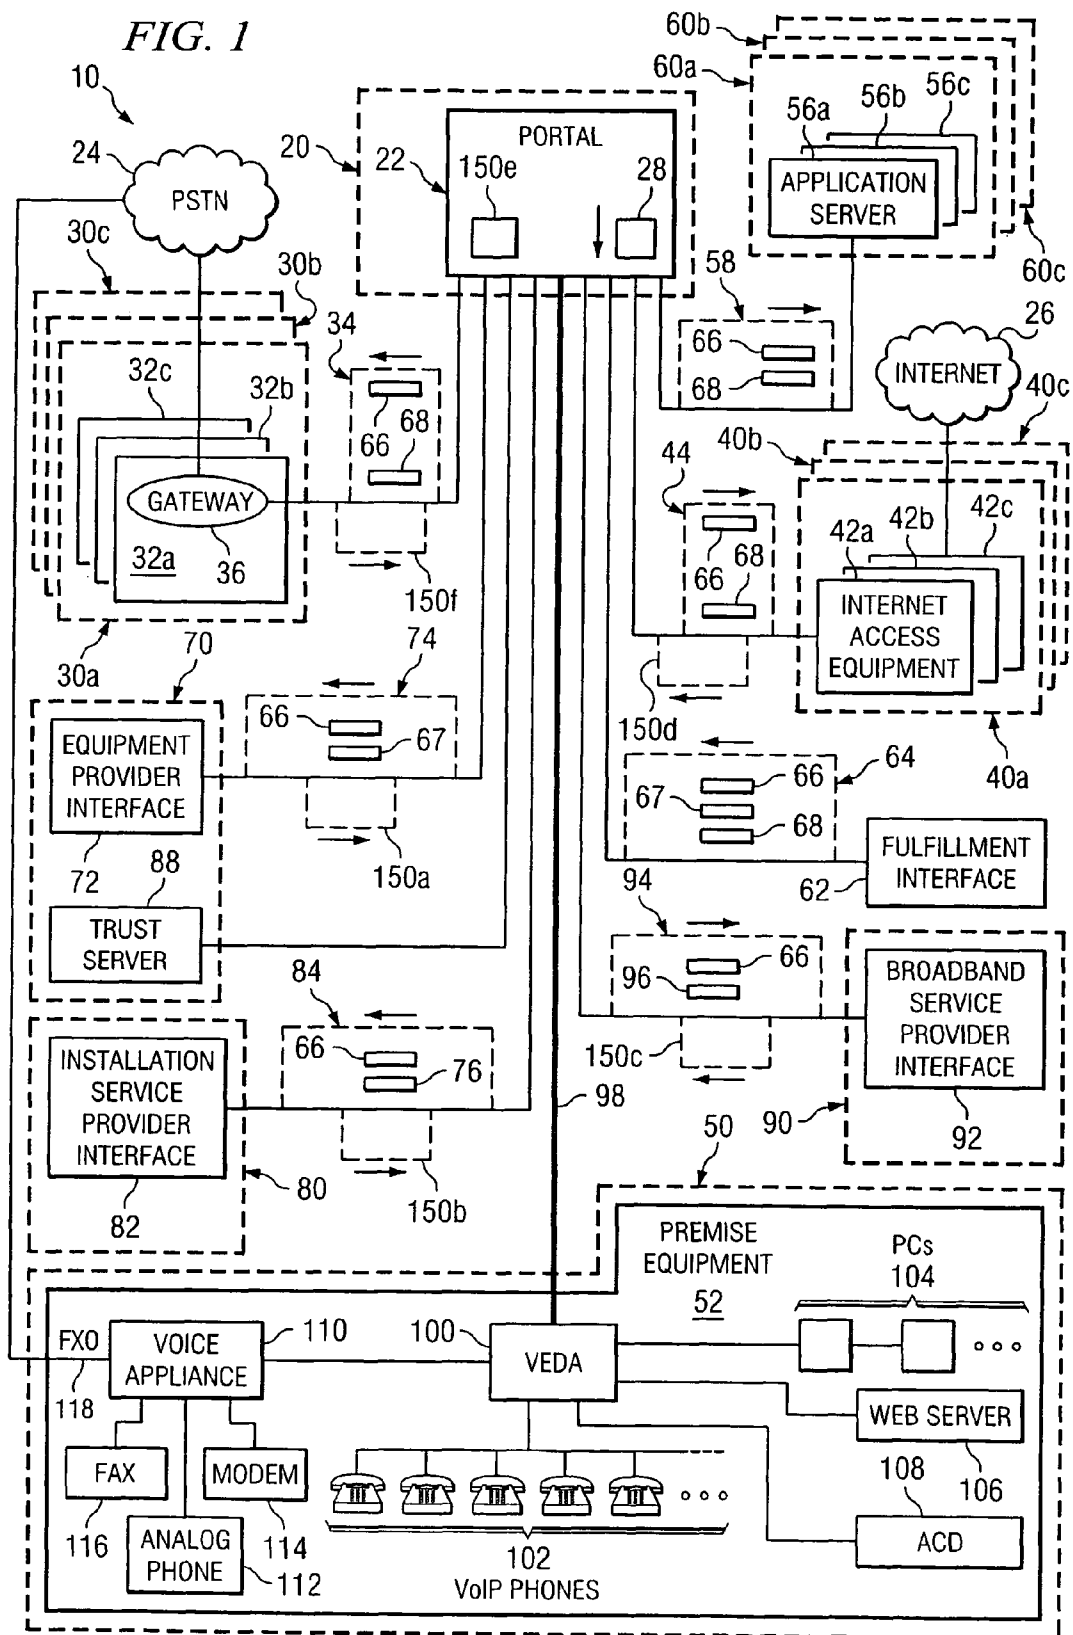 FIG. 1
10
24
PSTN
30c
30b
32c
32b
GATEWAY
32a
36
30a
34
66
68
150f
20
22
PORTAL
150e
28
60b
60a
56c
56b
56a
APPLICATION
SERVER
60c
58
66
68
26
INTERNET
40c
40b
44
66
68
42c
42b
42a
INTERNET
ACCESS
EQUIPMENT
150d
40a
70
EQUIPMENT
PROVIDER
INTERFACE
72
88
TRUST
SERVER
74
66
67
150a
64
66
67
68
FULFILLMENT
INTERFACE
62
94
66
96
150c
BROADBAND
SERVICE
PROVIDER
INTERFACE
90
92
84
66
76
150b
INSTALLATION
SERVICE
PROVIDER
INTERFACE
80
82
98
50
PREMISE
EQUIPMENT
52
PCs
104
FXO
118
VOICE
APPLIANCE
110
100
VEDA
WEB SERVER
106
108
ACD
FAX
116
MODEM
114
ANALOG
PHONE
112
102
VoIP PHONES